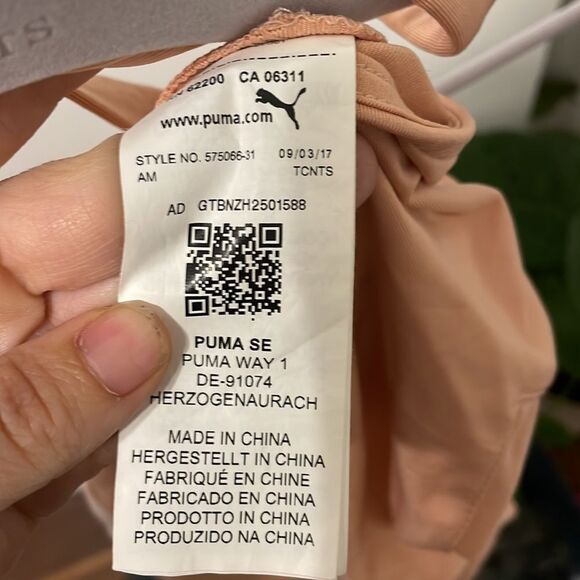 TS
62200 CA 06311
www.puma.com
STYLE NO. 575066-31 09/03/17
AM TCNTS
AD GTBNZH2501588
PUMA SE
PUMA WAY 1
DE-91074
HERZOGENAURACH
MADE IN CHINA
HERGESTELLT IN CHINA
FABRIQUÉ EN CHINE
FABRICADO EN CHINA
PRODOTTO IN CHINA
PRODUZIDO NA CHINA